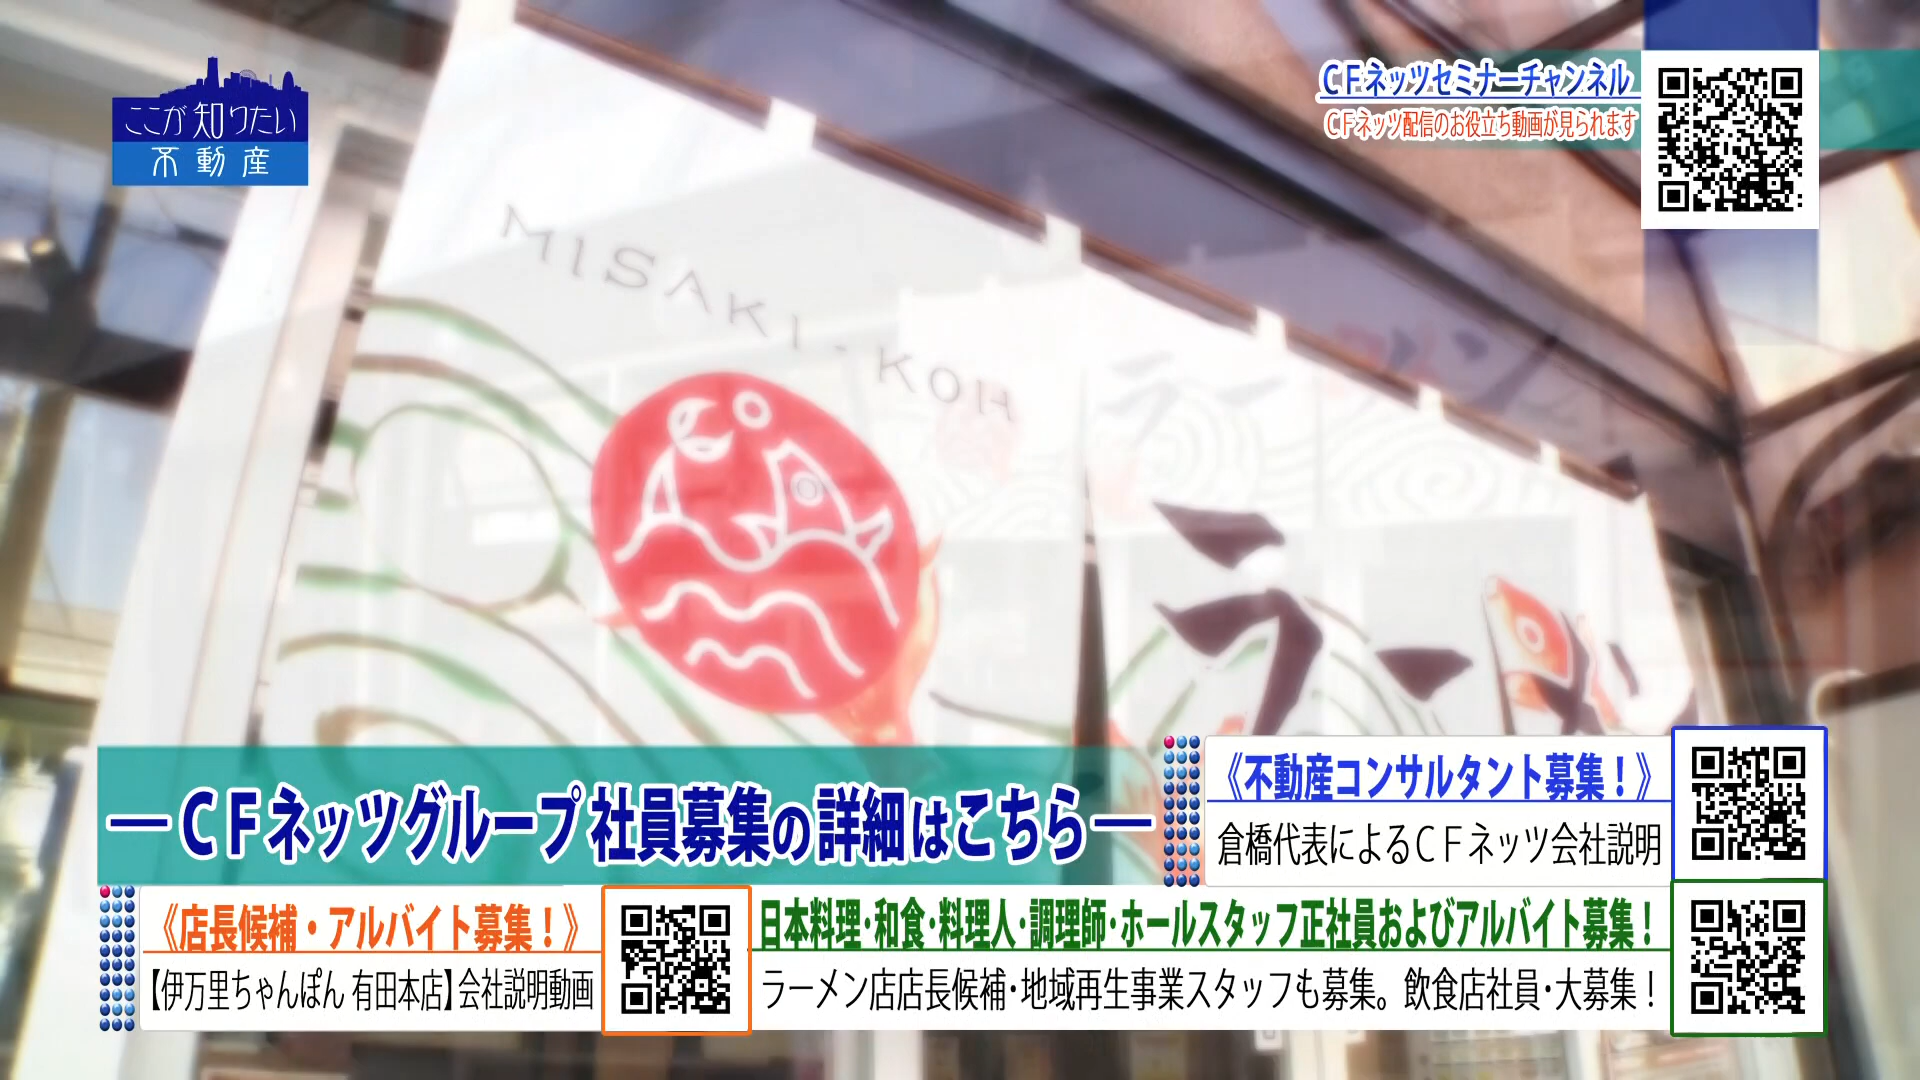 ここが知りたい
不動産
CFネッツセミナーチャンネル
CFネッツ配信のお役立ち動画が見られます
MISAKI-KOH
ラーメン
―CFネッツグループ 社員募集の詳細はこちら―
《不動産コンサルタント募集！》
倉橋代表によるCFネッツ会社説明
《店長候補・アルバイト募集！》
【伊万里ちゃんぽん 有田本店】会社説明動画
日本料理・和食・料理人・調理師・ホールスタッフ正社員およびアルバイト募集！
ラーメン店店長候補・地域再生事業スタッフも募集。飲食店社員・大募集！